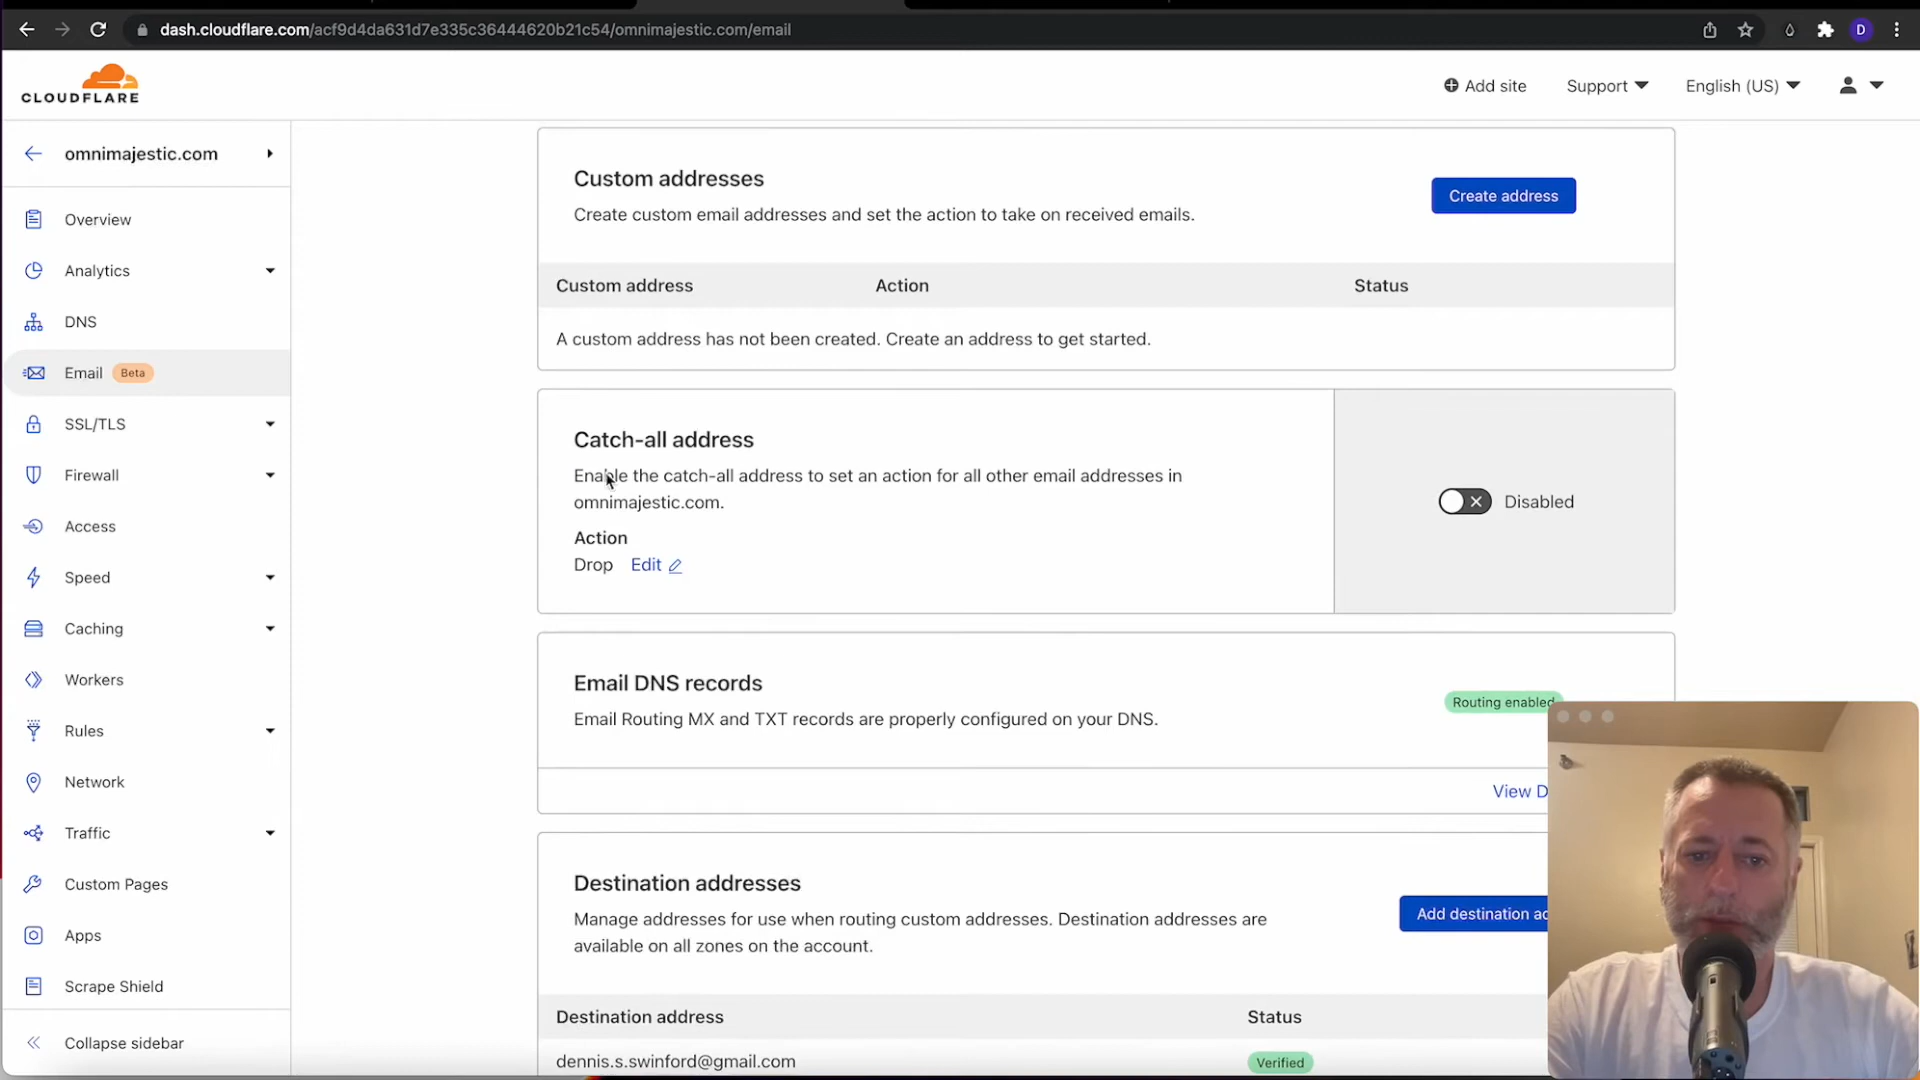 dash.cloudflare.com/acf9d4da631d7e335c36444620b21c54/omnimajestic.com/email
D
CLOUDFLARE
Add site
Support
English (US)
omnimajestic.com
Overview
Analytics
DNS
Email Beta
SSL/TLS
Firewall
Access
Speed
Caching
Workers
Rules
Network
Traffic
Custom Pages
Apps
Scrape Shield
Collapse sidebar
Custom addresses
Create custom email addresses and set the action to take on received emails.
Create address
Custom address Action Status
A custom address has not been created. Create an address to get started.
Catch-all address
Enable the catch-all address to set an action for all other email addresses in
omnimajestic.com.
Action
Drop Edit
Disabled
Email DNS records
Email Routing MX and TXT records are properly configured on your DNS.
Routing enabled
View D
Destination addresses
Manage addresses for use when routing custom addresses. Destination addresses are
available on all zones on the account.
Add destination ad
Destination address Status
dennis.s.swinford@gmail.com Verified